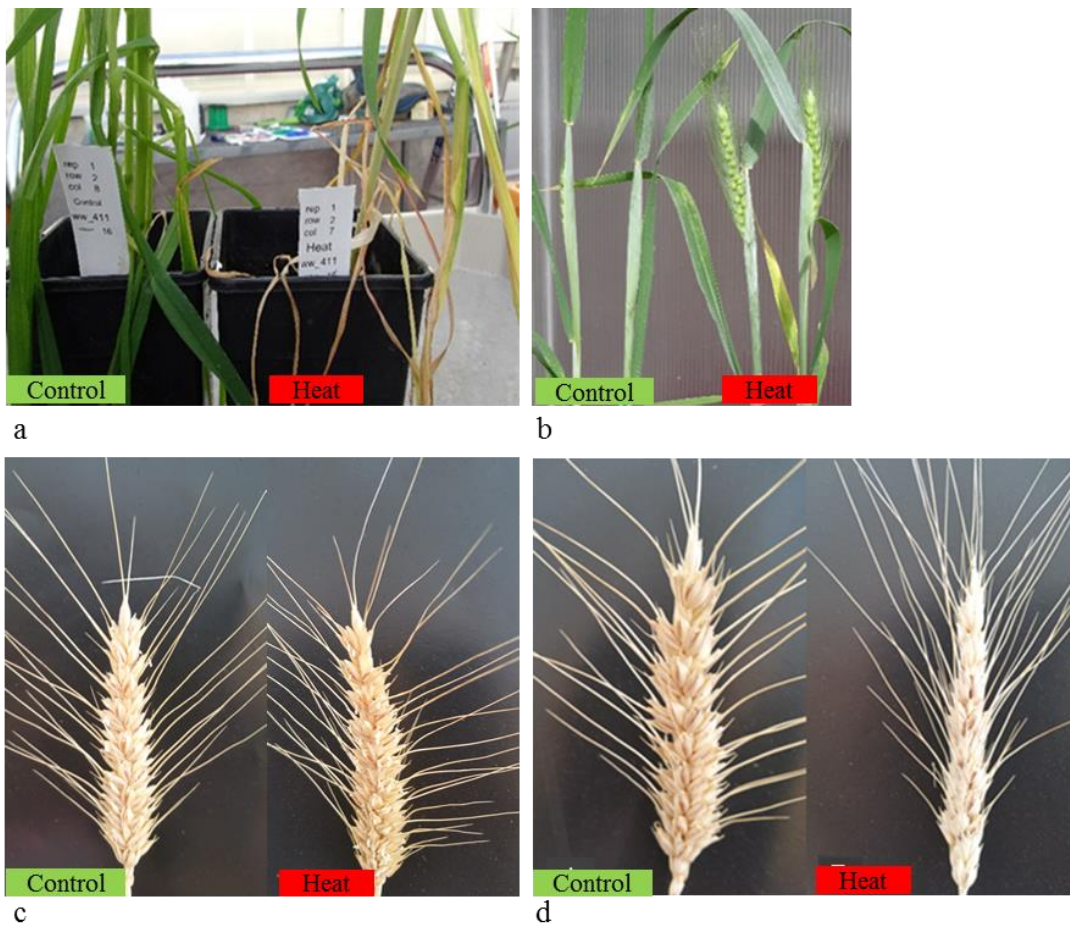 rep 1
row 2
col 8
Control
ww_411
16
rep 1
row 2
col 7
Heat
ww_411
Control
Heat
a
Control
Heat
b
Control
Heat
c
Control
Heat
d